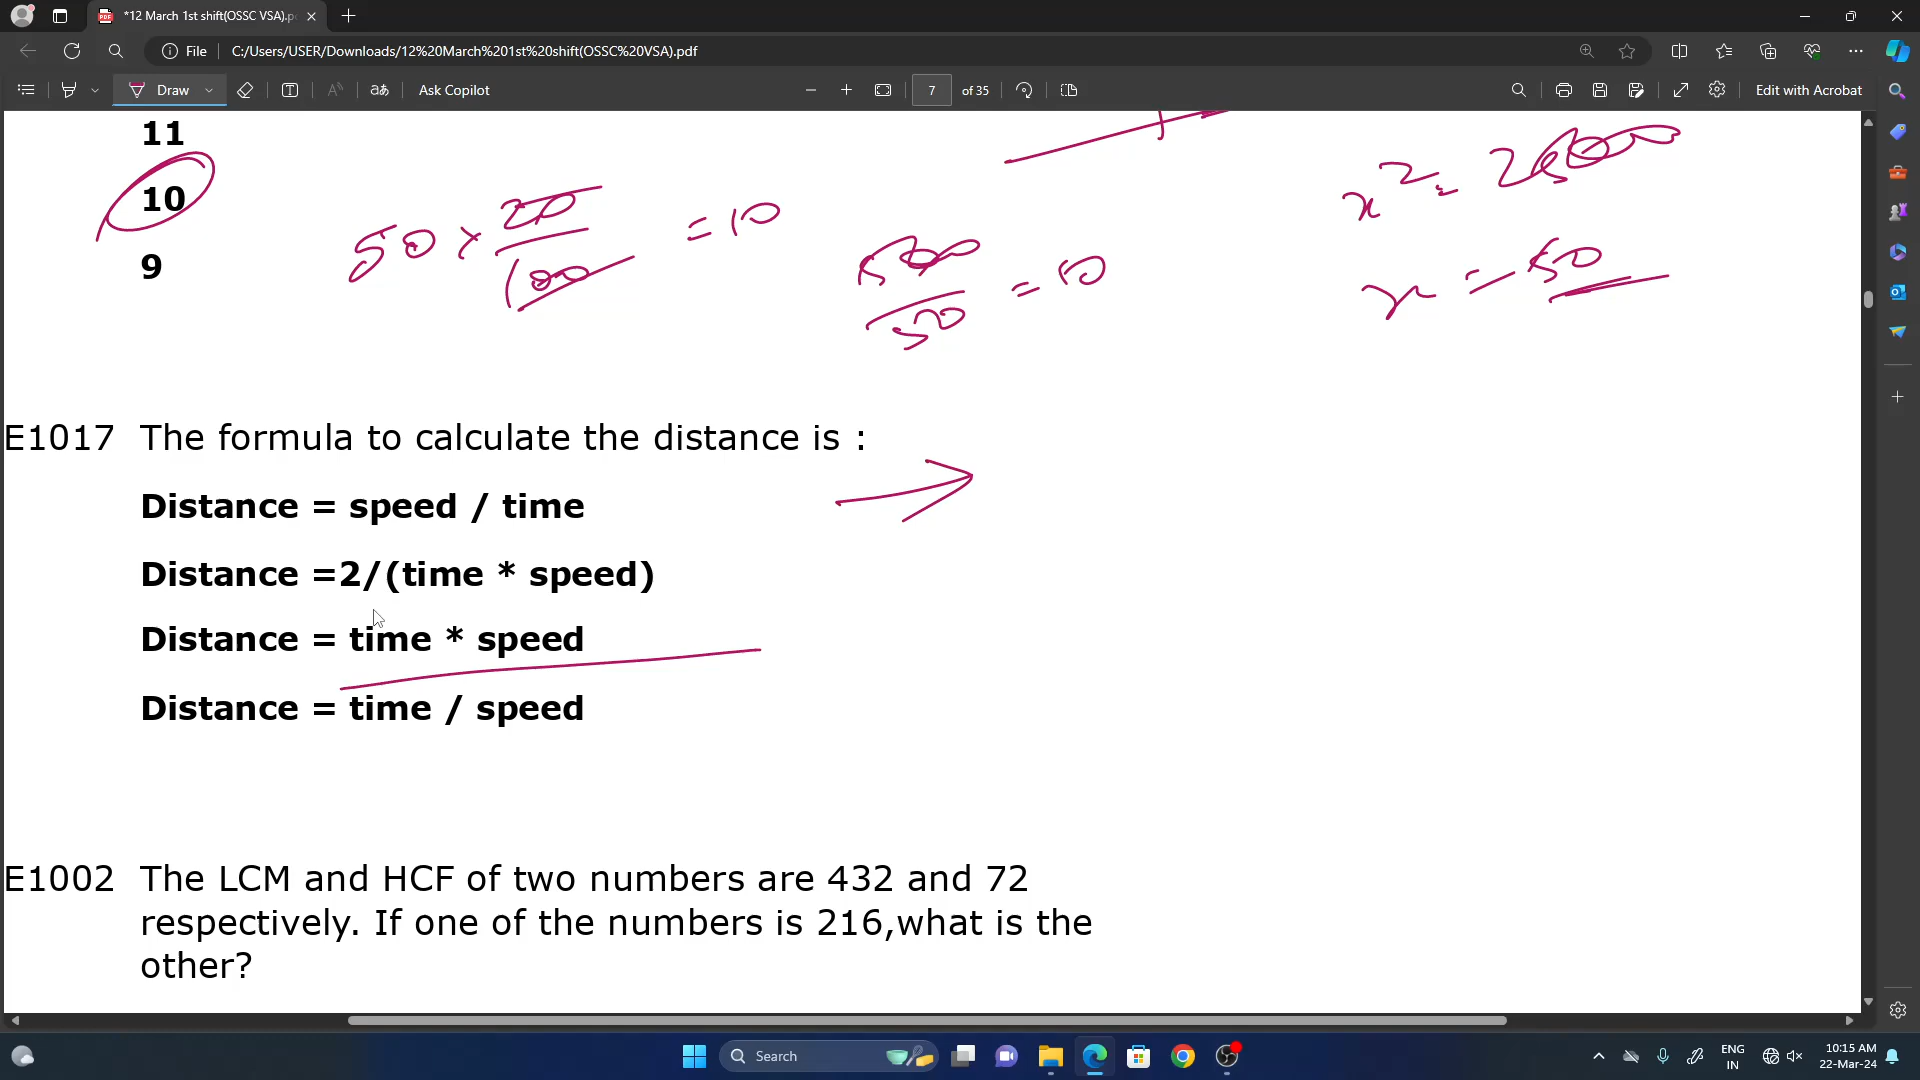 *12 March 1st shift(OSSC VSA).p
File
C:/Users/USER/Downloads/12%20March%201st%20shift(OSSC%20VSA).pdf
Draw
aあ
Ask Copilot
7
of 35
Edit with Acrobat
11
10
9
50 × 20/100 = 10
500/50 = 10
x² = 2500
x = 50
E1017 The formula to calculate the distance is :
Distance = speed / time
Distance =2/(time * speed)
Distance = time * speed
Distance = time / speed
E1002 The LCM and HCF of two numbers are 432 and 72
respectively. If one of the numbers is 216,what is the
other?
Search
ENG
IN
10:15 AM
22-Mar-24